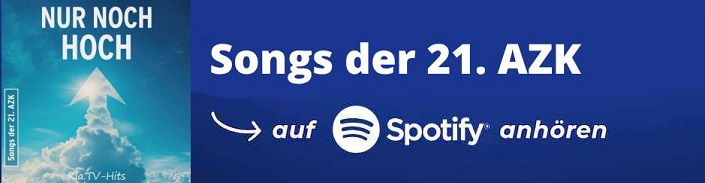 NUR NOCH
HOCH
Songs der 21. AZK
Kla.TV-Hits
Songs der 21. AZK
auf Spotify® anhören